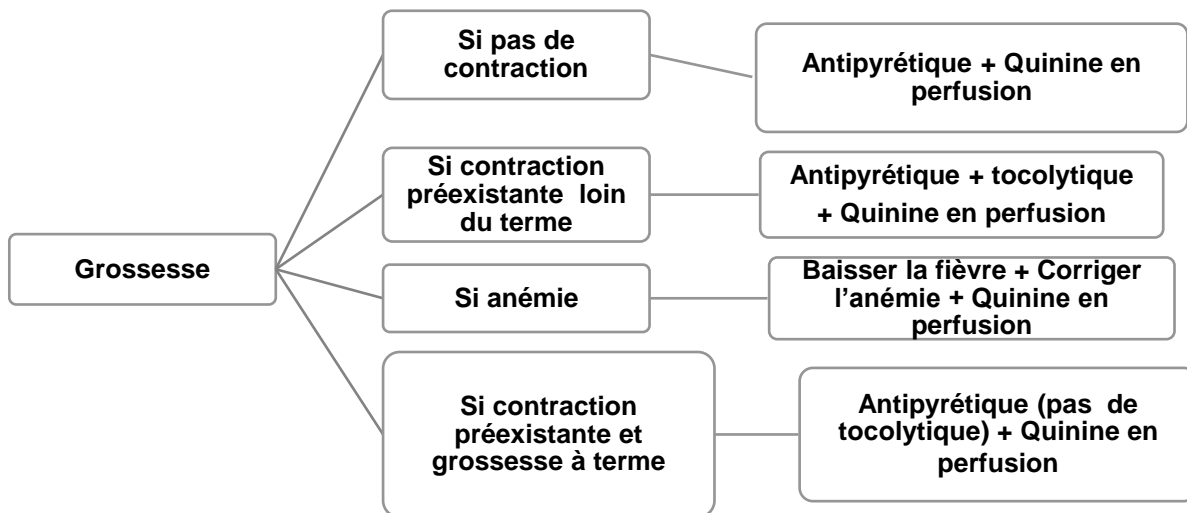 Grossesse
Si pas de
contraction
Antipyrétique + Quinine en
perfusion
Si contraction
préexistante loin
du terme
Antipyrétique + tocolytique
+ Quinine en perfusion
Si anémie
Baisser la fièvre + Corriger
l’anémie + Quinine en
perfusion
Si contraction
préexistante et
grossesse à terme
Antipyrétique (pas de
tocolytique) + Quinine en
perfusion